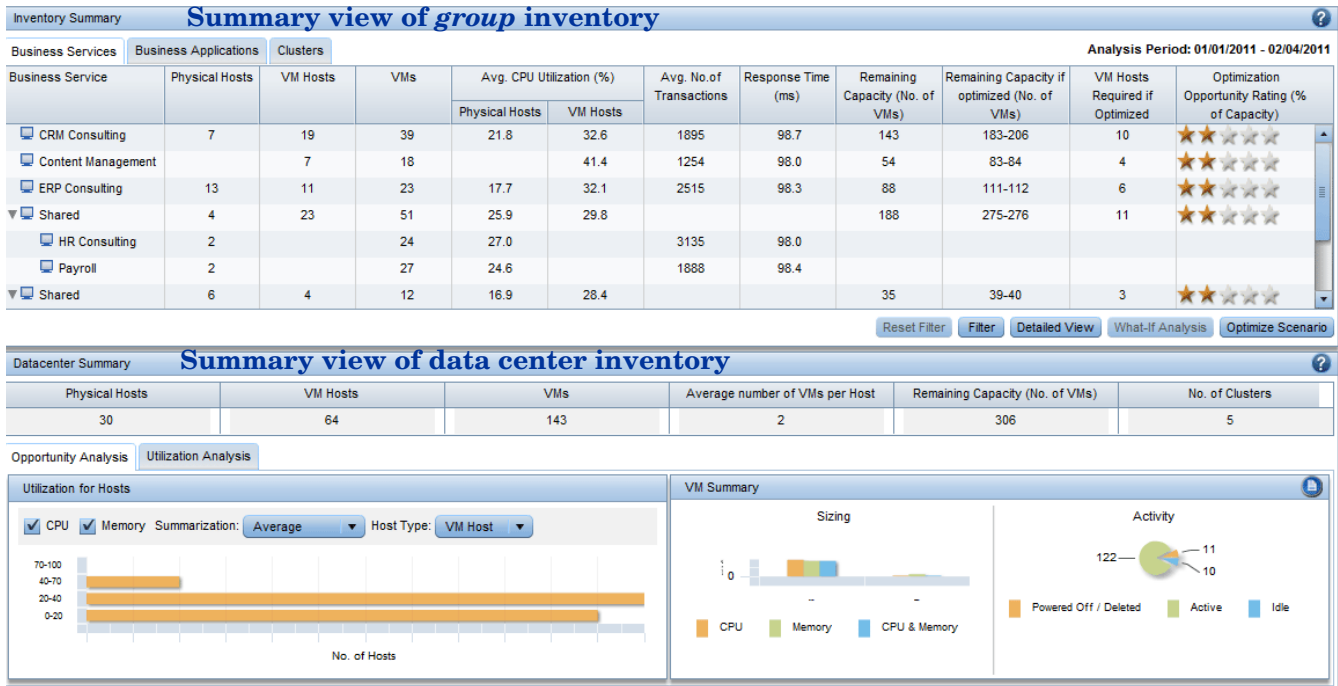 Inventory Summary Summary view of group inventory ?
Business Services Business Applications Clusters Analysis Period: 01/01/2011 - 02/04/2011
Business Service Physical Hosts VM Hosts VMs Avg. CPU Utilization (%) Avg. No.of Transactions Response Time (ms) Remaining Capacity (No. of VMs) Remaining Capacity if optimized (No. of VMs) VM Hosts Required if Optimized Optimization Opportunity Rating (% of Capacity)
Physical Hosts VM Hosts
CRM Consulting 7 19 39 21.8 32.6 1895 98.7 143 183-206 10
Content Management 7 18 41.4 1254 98.0 54 83-84 4
ERP Consulting 13 11 23 17.7 32.1 2515 98.3 88 111-112 6
Shared 4 23 51 25.9 29.8 188 275-276 11
HR Consulting 2 24 27.0 3135 98.0
Payroll 2 27 24.6 1888 98.4
Shared 6 4 12 16.9 28.4 35 39-40 3
Reset Filter Filter Detailed View What-If Analysis Optimize Scenario
Datacenter Summary Summary view of data center inventory ?
Physical Hosts VM Hosts VMs Average number of VMs per Host Remaining Capacity (No. of VMs) No. of Clusters
30 64 143 2 306 5
Opportunity Analysis Utilization Analysis
Utilization for Hosts
CPU Memory Summarization: Average Host Type: VM Host
70-100
40-70
20-40
0-20
No. of Hosts
VM Summary
Sizing
0
CPU Memory CPU & Memory
Activity
122 11
10
Powered Off / Deleted Active Idle